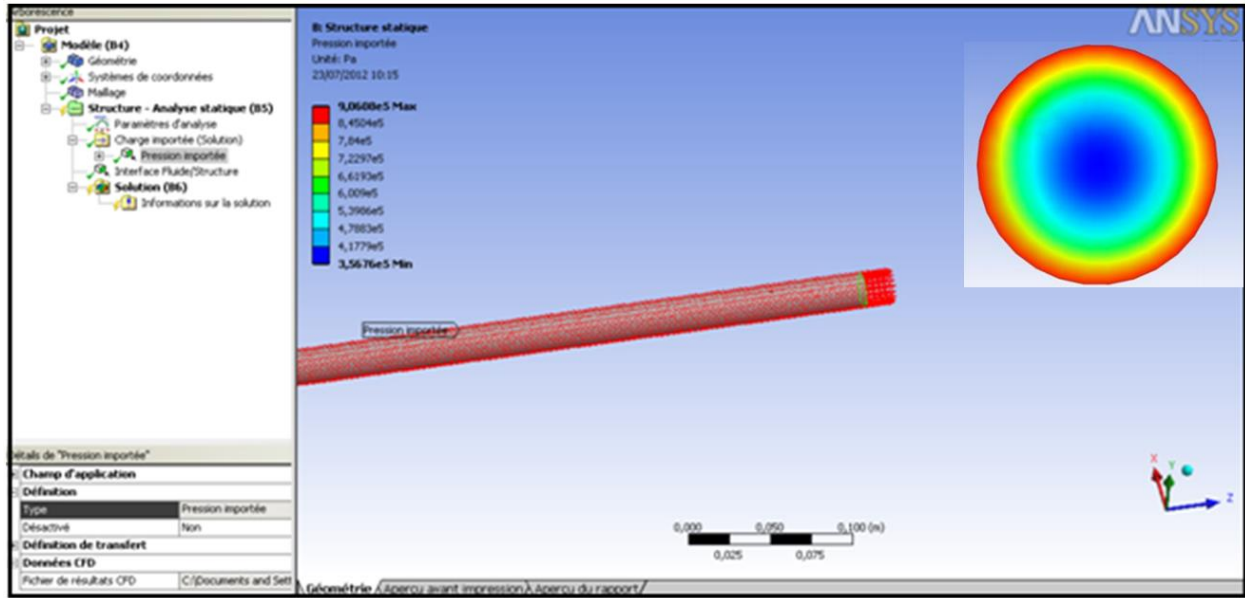 Arborescence
Projet
Modèle (B4)
Géométrie
Systèmes de coordonnées
Maillage
Structure - Analyse statique (B5)
Paramètres d'analyse
Charge importée (Solution)
Pression importée
Interface Fluide/Structure
Solution (B6)
Informations sur la solution
Détails de "Pression importée"
Champ d'application
Définition
Type Pression importée
Désactivé Non
Définition de transfert
Données CFD
Fichier de résultats CFD C:\Documents and Sett
B: Structure statique
Pression importée
Unité: Pa
23/07/2012 10:15
9,0608e5 Max
8,4504e5
7,84e5
7,2297e5
6,6193e5
6,009e5
5,3986e5
4,7883e5
4,1779e5
3,5676e5 Min
ANSYS
Pression importée
0,000 0,050 0,100 (m)
0,025 0,075
X Y Z
Géométrie Aperçu avant impression Aperçu du rapport